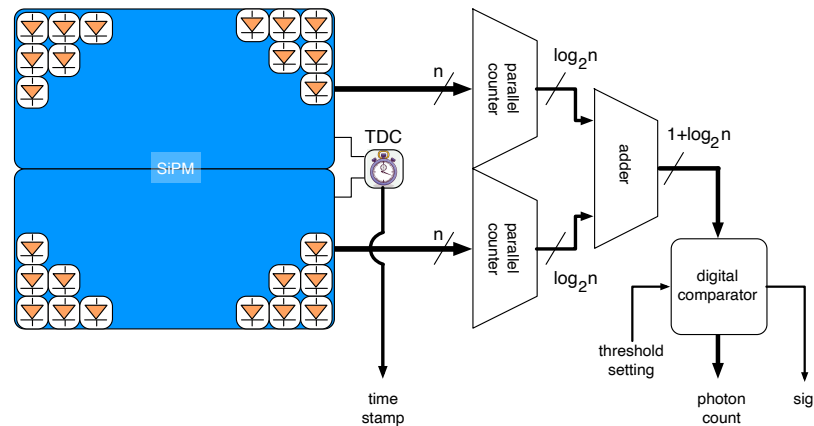 SiPM
TDC
n
n
parallel
counter
parallel
counter
log2n
log2n
adder
1+log2n
digital
comparator
threshold
setting
time
stamp
photon
count
sig